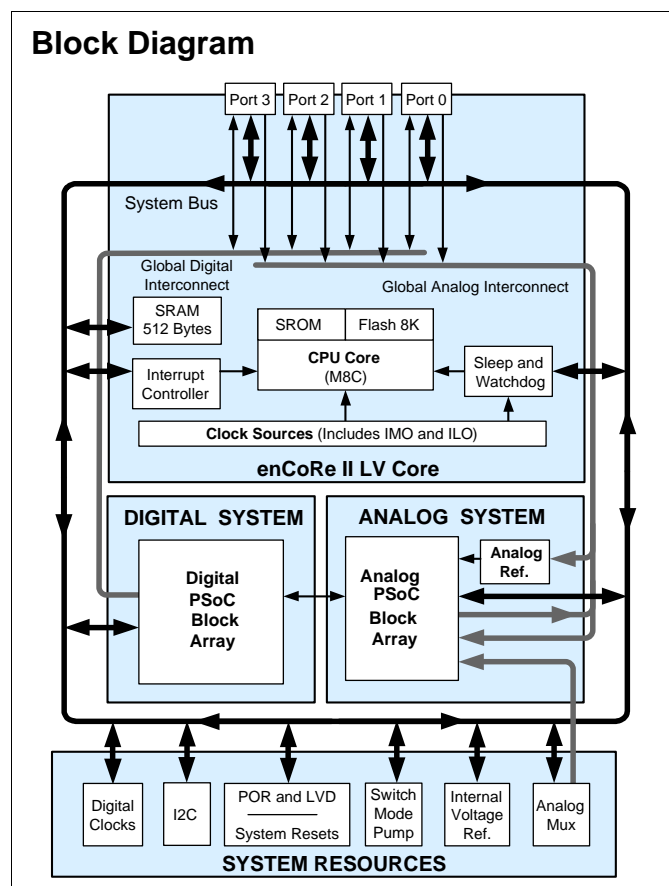 Block Diagram
Port 3
Port 2
Port 1
Port 0
System Bus
Global Digital
Interconnect
Global Analog Interconnect
SRAM
512 Bytes
SROM
Flash 8K
CPU Core
(M8C)
Interrupt
Controller
Sleep and
Watchdog
Clock Sources (Includes IMO and ILO)
enCoRe II LV Core
DIGITAL SYSTEM
ANALOG SYSTEM
Digital
PSoC
Block
Array
Analog
PSoC
Block
Array
Analog
Ref.
Digital
Clocks
I2C
POR and LVD
System Resets
Switch
Mode
Pump
Internal
Voltage
Ref.
Analog
Mux
SYSTEM RESOURCES